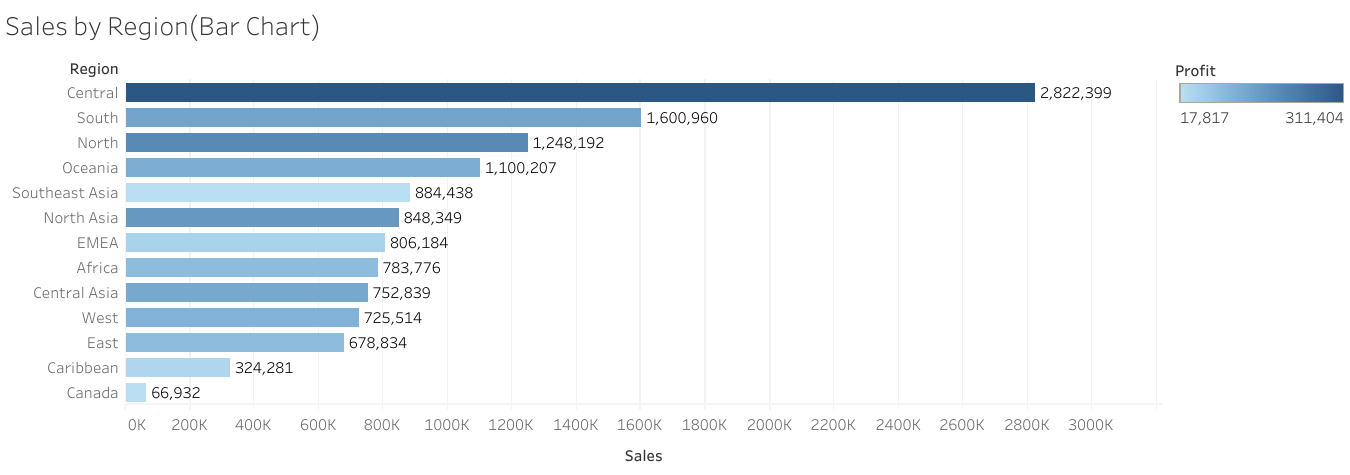 Sales by Region(Bar Chart)
Region
Profit
Central 2,822,399
17,817 311,404
South 1,600,960
North 1,248,192
Oceania 1,100,207
Southeast Asia 884,438
North Asia 848,349
EMEA 806,184
Africa 783,776
Central Asia 752,839
West 725,514
East 678,834
Caribbean 324,281
Canada 66,932
0K 200K 400K 600K 800K 1000K 1200K 1400K 1600K 1800K 2000K 2200K 2400K 2600K 2800K 3000K
Sales